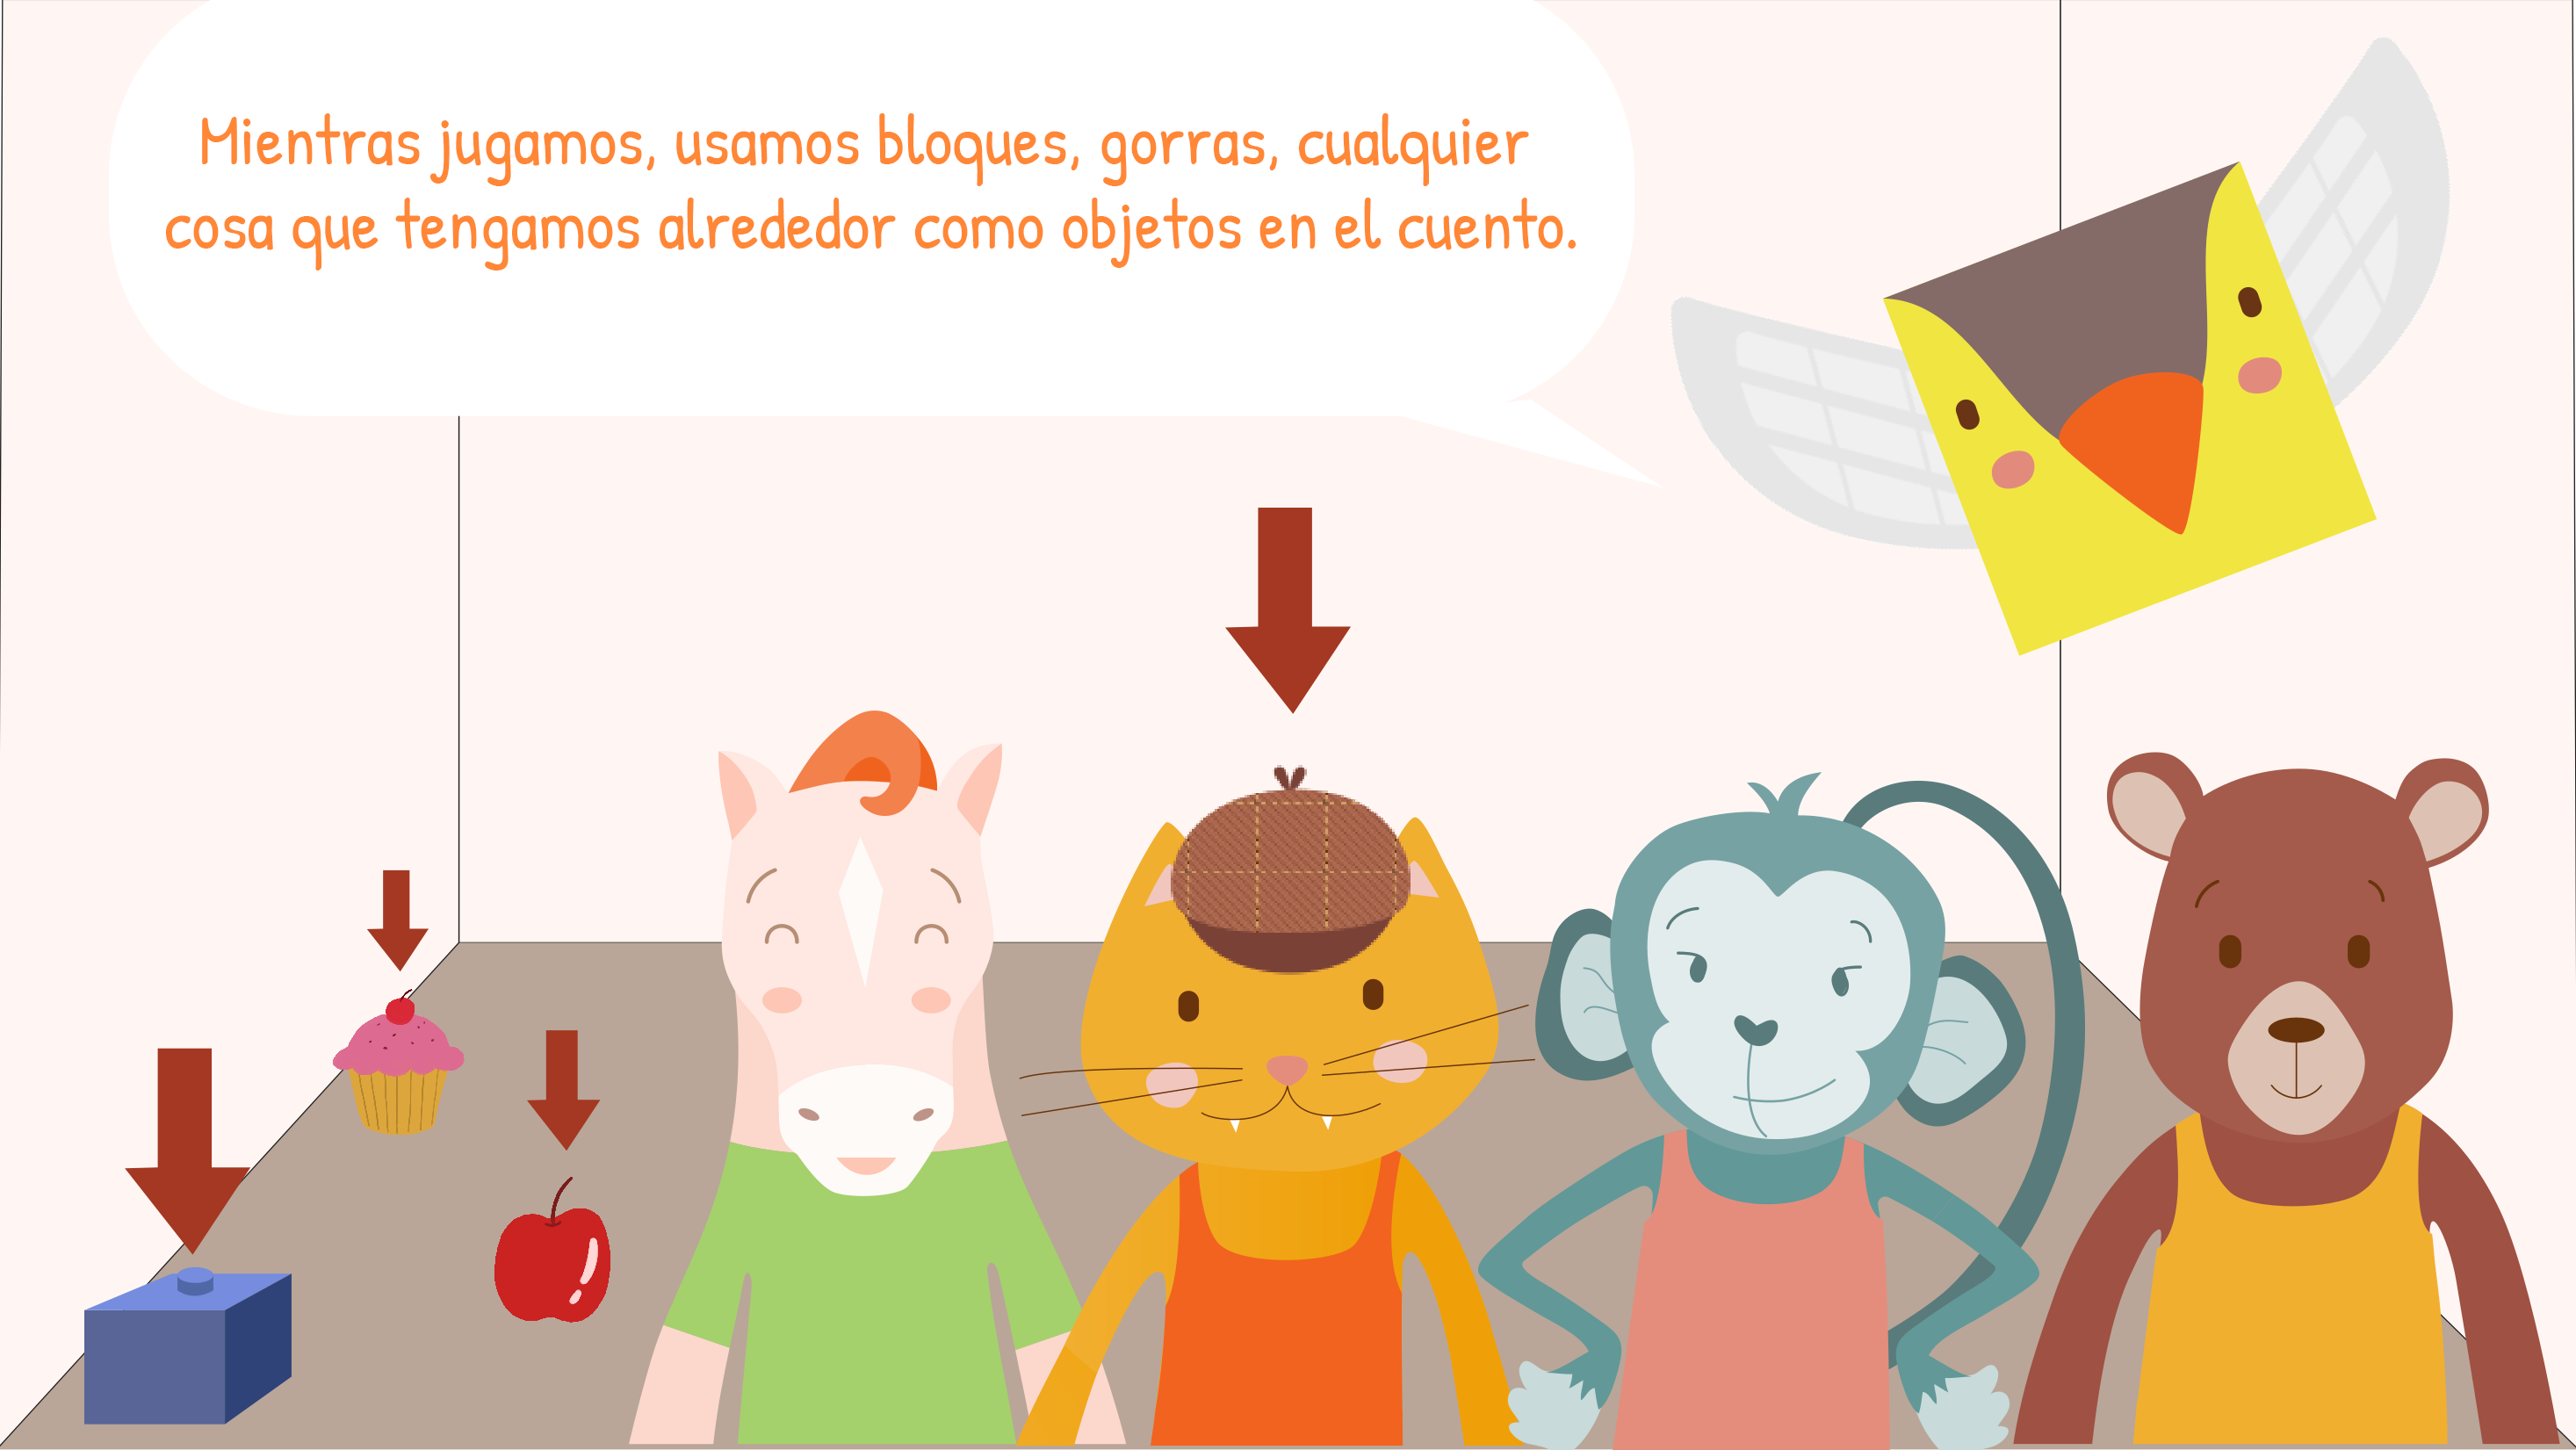 Mientras jugamos, usamos bloques, gorras, cualquier
cosa que tengamos alrededor como objetos en el cuento.